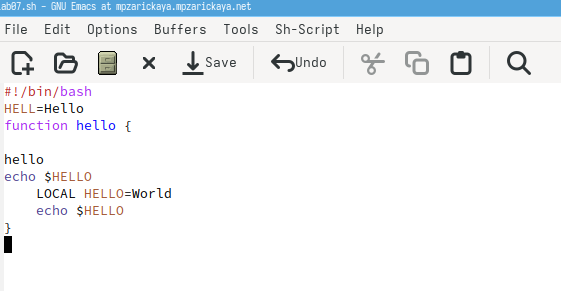 ab07.sh - GNU Emacs at mpzarickaya.mpzarickaya.net
File Edit Options Buffers Tools Sh-Script Help
Save Undo
#!/bin/bash
HELL=Hello
function hello {
hello
echo $HELLO
LOCAL HELLO=World
echo $HELLO
}